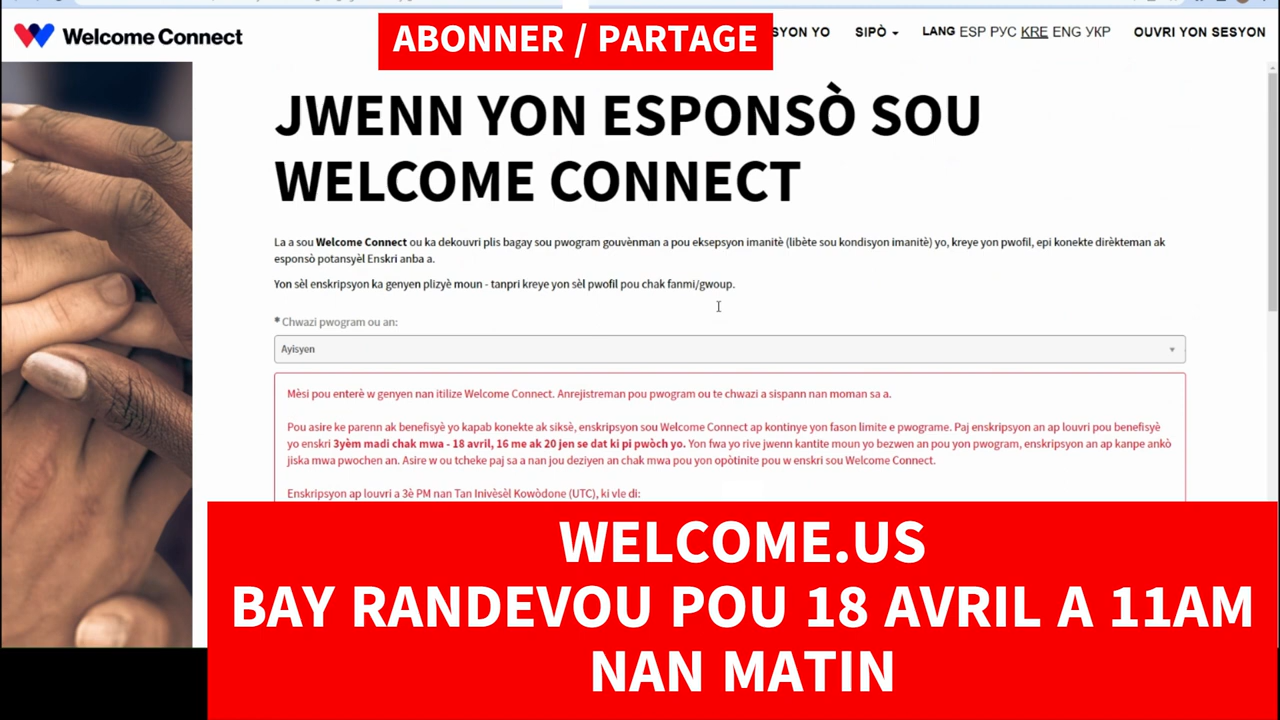 Welcome Connect
ABONNER / PARTAGE
SYON YO SIPÒ LANG ESP РУС KRE ENG УКР OUVRI YON SESYON
JWENN YON ESPONSÒ SOU
WELCOME CONNECT
La a sou Welcome Connect ou ka dekouvri plis bagay sou pwogram gouvènman a pou eksepsyon imanitè (libète sou kondisyon imanitè) yo, kreye yon pwofil, epi konekte dirèkteman ak
esponsò potansyèl Enskri anba a.
Yon sèl enskripsyon ka genyen plizyè moun - tanpri kreye yon sèl pwofil pou chak fanmi/gwoup.
* Chwazi pwogram ou an:
Ayisyen
Mèsi pou enterè w genyen nan itilize Welcome Connect. Anrejistreman pou pwogram ou te chwazi a sispann nan moman sa a.
Pou asire ke parenn ak benefisyè yo kapab konekte ak siksè, enskripsyon sou Welcome Connect ap kontinye yon fason limite e pwograme. Paj enskripsyon an ap louvri pou benefisyè
yo enskri 3yèm madi chak mwa - 18 avril, 16 me ak 20 jen se dat ki pi pwòch yo. Yon fwa yo rive jwenn kantite moun yo bezwen an pou yon pwogram, enskripsyon an ap kanpe ankò
jiska mwa pwochen an. Asire w ou tcheke paj sa a nan jou deziyen an chak mwa pou yon opòtinite pou w enskri sou Welcome Connect.
Enskripsyon ap louvri a 3è PM nan Tan Inivèsèl Kowòdone (UTC), ki vle di:
WELCOME.US
BAY RANDEVOU POU 18 AVRIL A 11AM
NAN MATIN